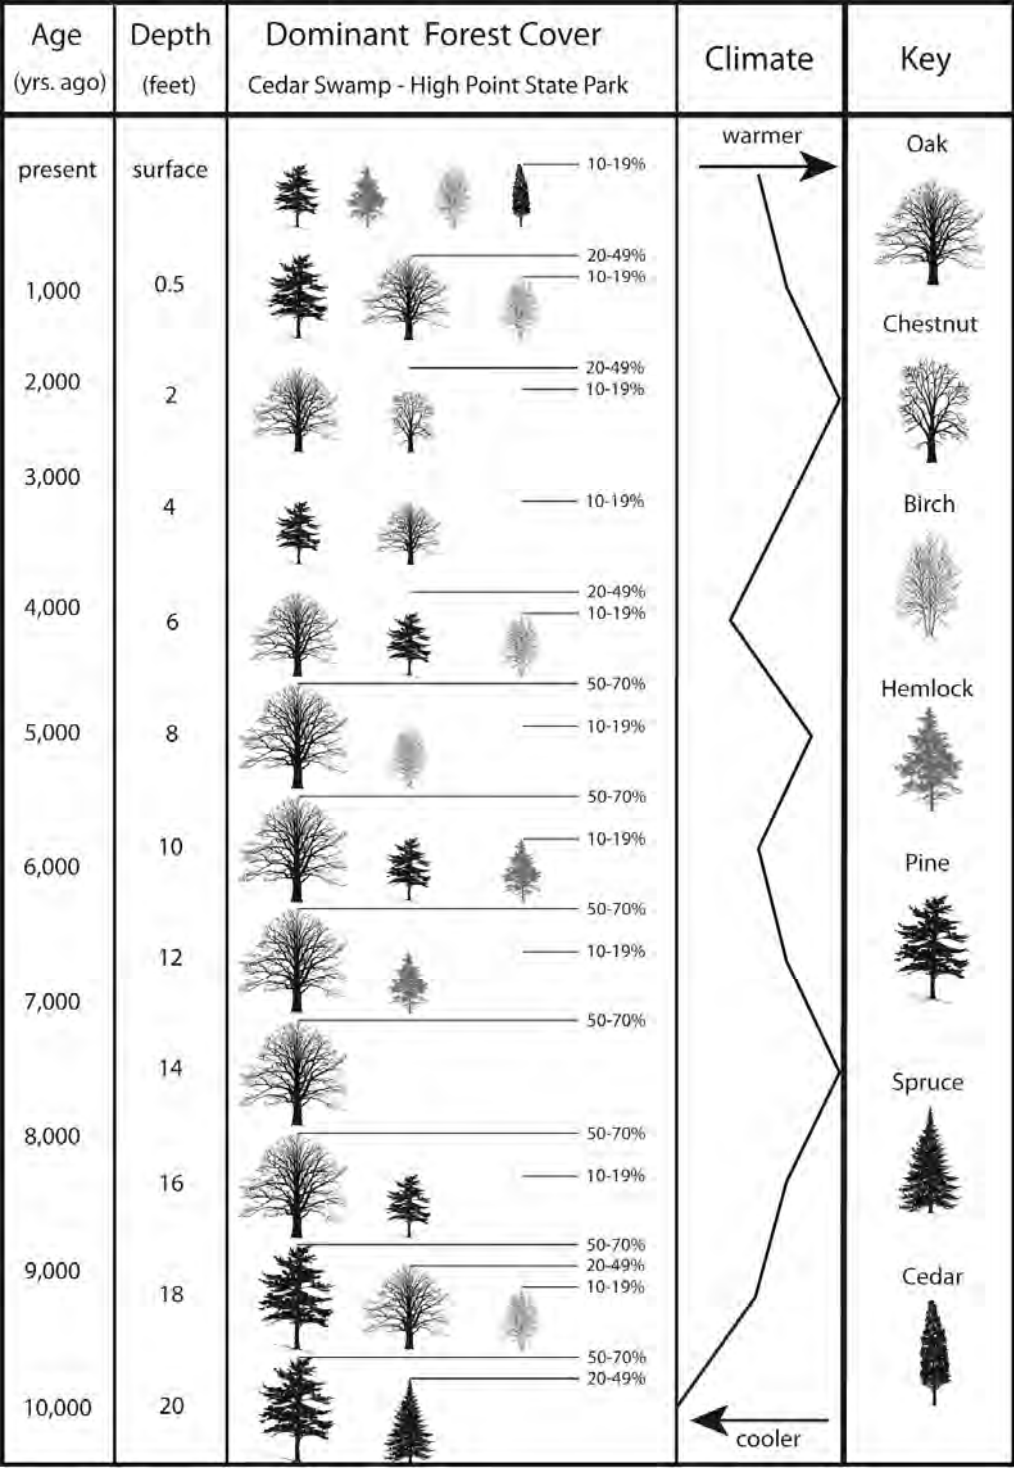 Age
(yrs. ago)
Depth
(feet)
Dominant Forest Cover
Cedar Swamp - High Point State Park
Climate
Key
present
surface
10-19%
warmer
Oak
1,000
0.5
20-49%
10-19%
Chestnut
2,000
2
20-49%
10-19%
3,000
4
10-19%
Birch
4,000
6
20-49%
10-19%
50-70%
Hemlock
5,000
8
10-19%
50-70%
6,000
10
10-19%
50-70%
Pine
12
10-19%
7,000
50-70%
14
Spruce
8,000
50-70%
16
10-19%
50-70%
9,000
20-49%
18
10-19%
Cedar
50-70%
20-49%
10,000
20
cooler